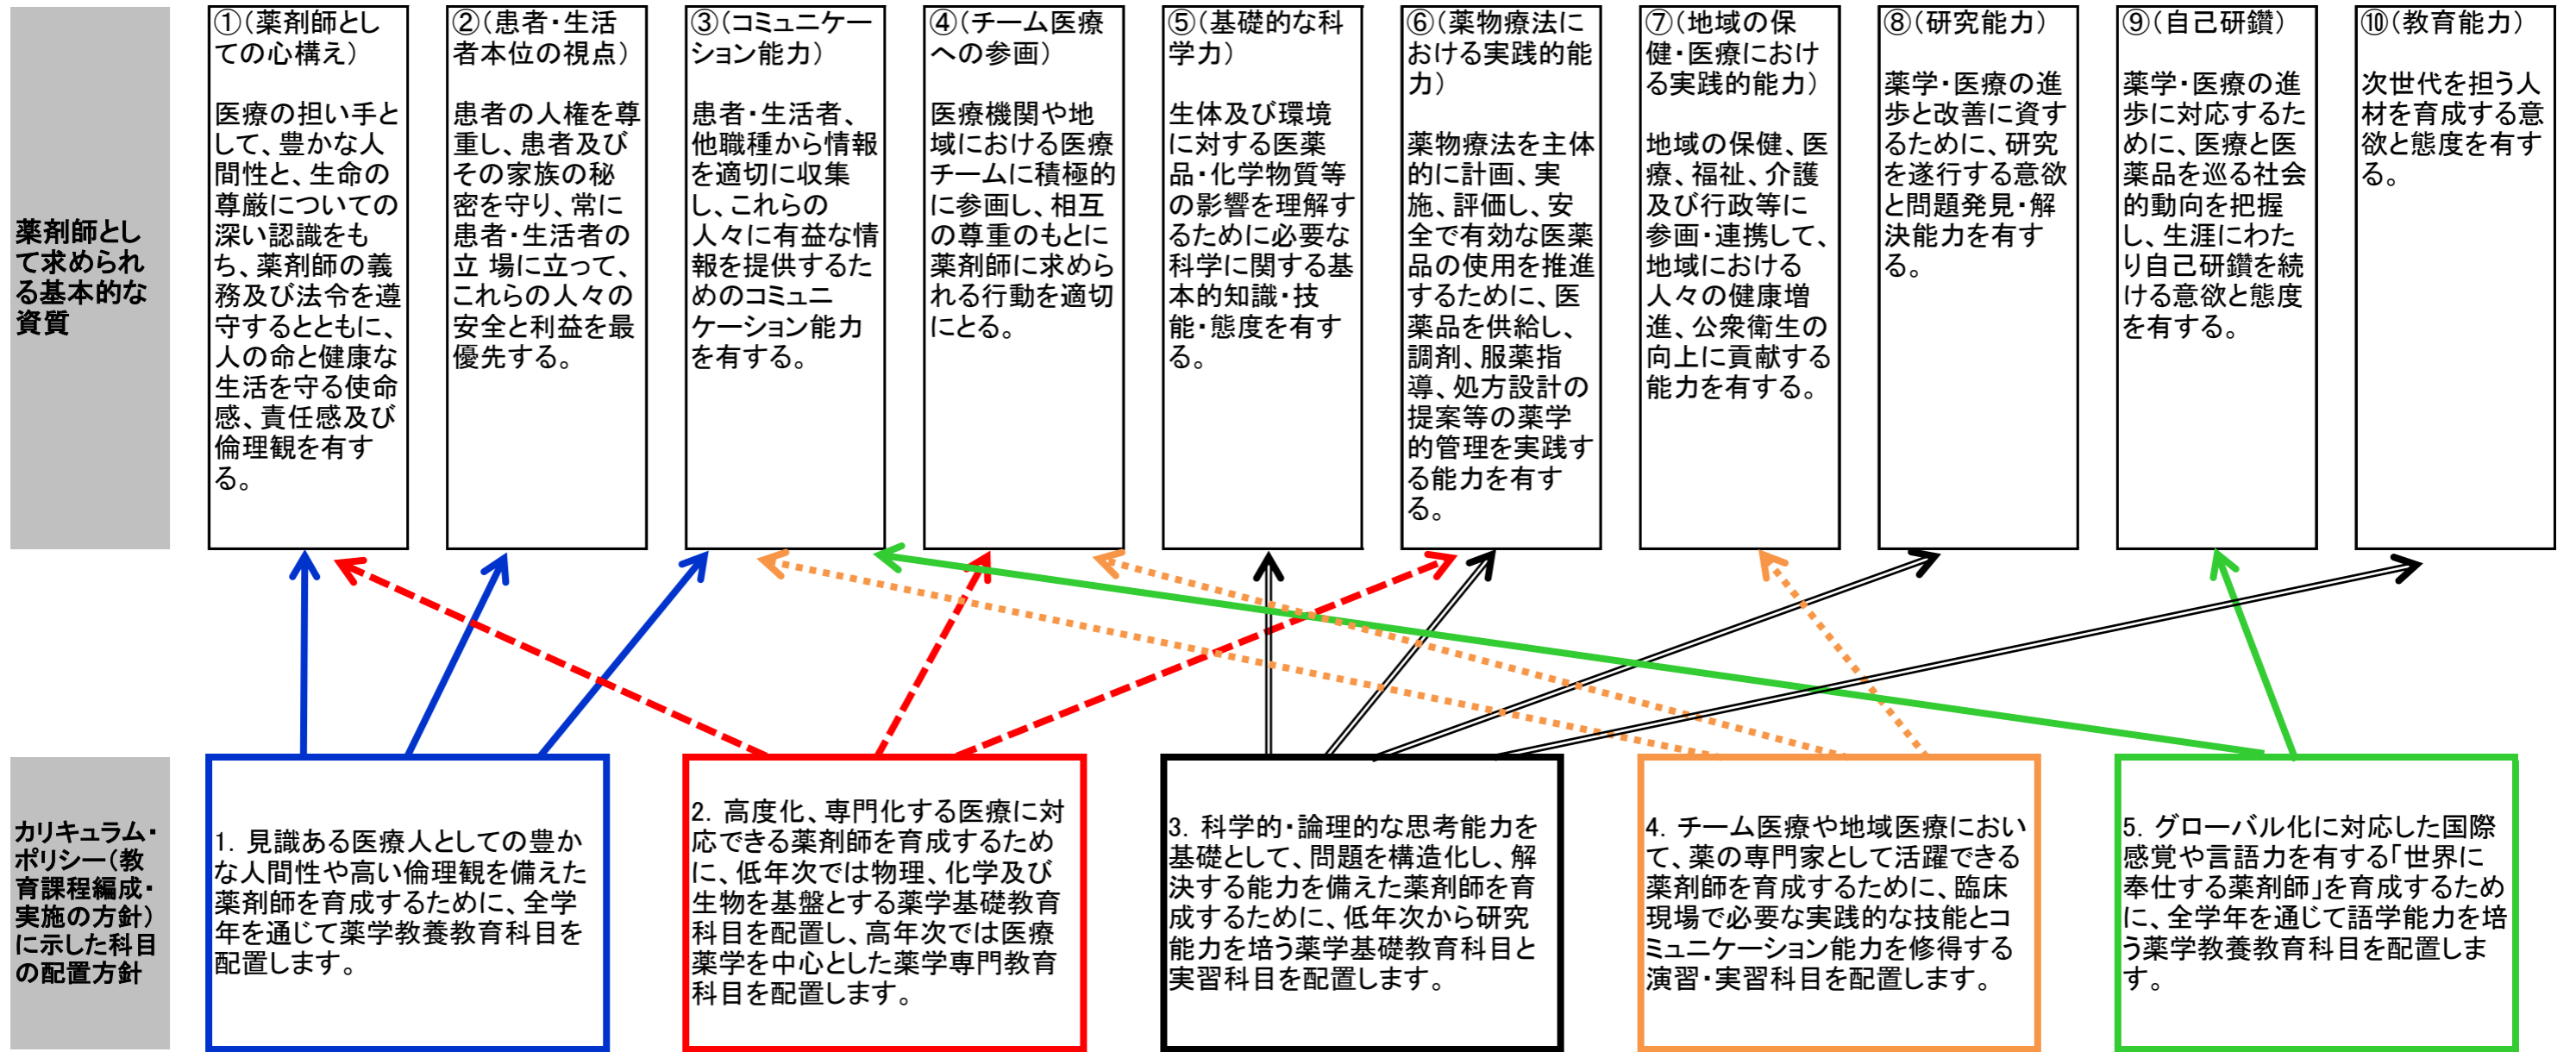 薬剤師とし
て求められ
る基本的な
資質
①(薬剤師とし
ての心構え)
医療の担い手と
して、豊かな人
間性と、生命の
尊厳についての
深い認識をも
ち、薬剤師の義
務及び法令を遵
守するとともに、
人の命と健康な
生活を守る使命
感、責任感及び
倫理観を有す
る。
②(患者・生活
者本位の視点)
患者の人権を尊
重し、患者及び
その家族の秘
密を守り、常に
患者・生活者の
立 場に立って、
これらの人々の
安全と利益を最
優先する。
③(コミュニケー
ション能力)
患者・生活者、
他職種から情報
を適切に収集
し、これらの
人々に有益な情
報を提供するた
めのコミュニ
ケーション能力
を有する。
④(チーム医療
への参画)
医療機関や地
域における医療
チームに積極的
に参画し、相互
の尊重のもとに
薬剤師に求めら
れる行動を適切
にとる。
⑤(基礎的な科
学力)
生体及び環境
に対する医薬
品・化学物質等
の影響を理解す
るために必要な
科学に関する基
本的知識・技
能・態度を有す
る。
⑥(薬物療法に
おける実践的能
力)
薬物療法を主体
的に計画、実
施、評価し、安
全で有効な医薬
品の使用を推進
するために、医
薬品を供給し、
調剤、服薬指
導、処方設計の
提案等の薬学
的管理を実践す
る能力を有す
る。
⑦(地域の保
健・医療におけ
る実践的能力)
地域の保健、医
療、福祉、介護
及び行政等に
参画・連携して、
地域における
人々の健康増
進、公衆衛生の
向上に貢献する
能力を有する。
⑧(研究能力)
薬学・医療の進
歩と改善に資す
るために、研究
を遂行する意欲
と問題発見・解
決能力を有す
る。
⑨(自己研鑽)
薬学・医療の進
歩に対応するた
めに、医療と医
薬品を巡る社会
的動向を把握
し、生涯にわた
り自己研鑽を続
ける意欲と態度
を有する。
⑩(教育能力)
次世代を担う人
材を育成する意
欲と態度を有す
る。
カリキュラム・
ポリシー(教
育課程編成・
実施の方針)
に示した科目
の配置方針
1. 見識ある医療人としての豊か
な人間性や高い倫理観を備えた
薬剤師を育成するために、全学
年を通じて薬学教養教育科目を
配置します。
2. 高度化、専門化する医療に対
応できる薬剤師を育成するため
に、低年次では物理、化学及び
生物を基盤とする薬学基礎教育
科目を配置し、高年次では医療
薬学を中心とした薬学専門教育
科目を配置します。
3. 科学的・論理的な思考能力を
基礎として、問題を構造化し、解
決する能力を備えた薬剤師を育
成するために、低年次から研究
能力を培う薬学基礎教育科目と
実習科目を配置します。
4. チーム医療や地域医療におい
て、薬の専門家として活躍できる
薬剤師を育成するために、臨床
現場で必要な実践的な技能とコ
ミュニケーション能力を修得する
演習・実習科目を配置します。
5. グローバル化に対応した国際
感覚や言語力を有する「世界に
奉仕する薬剤師」を育成するため
に、全学年を通じて語学能力を培
う薬学教養教育科目を配置しま
す。